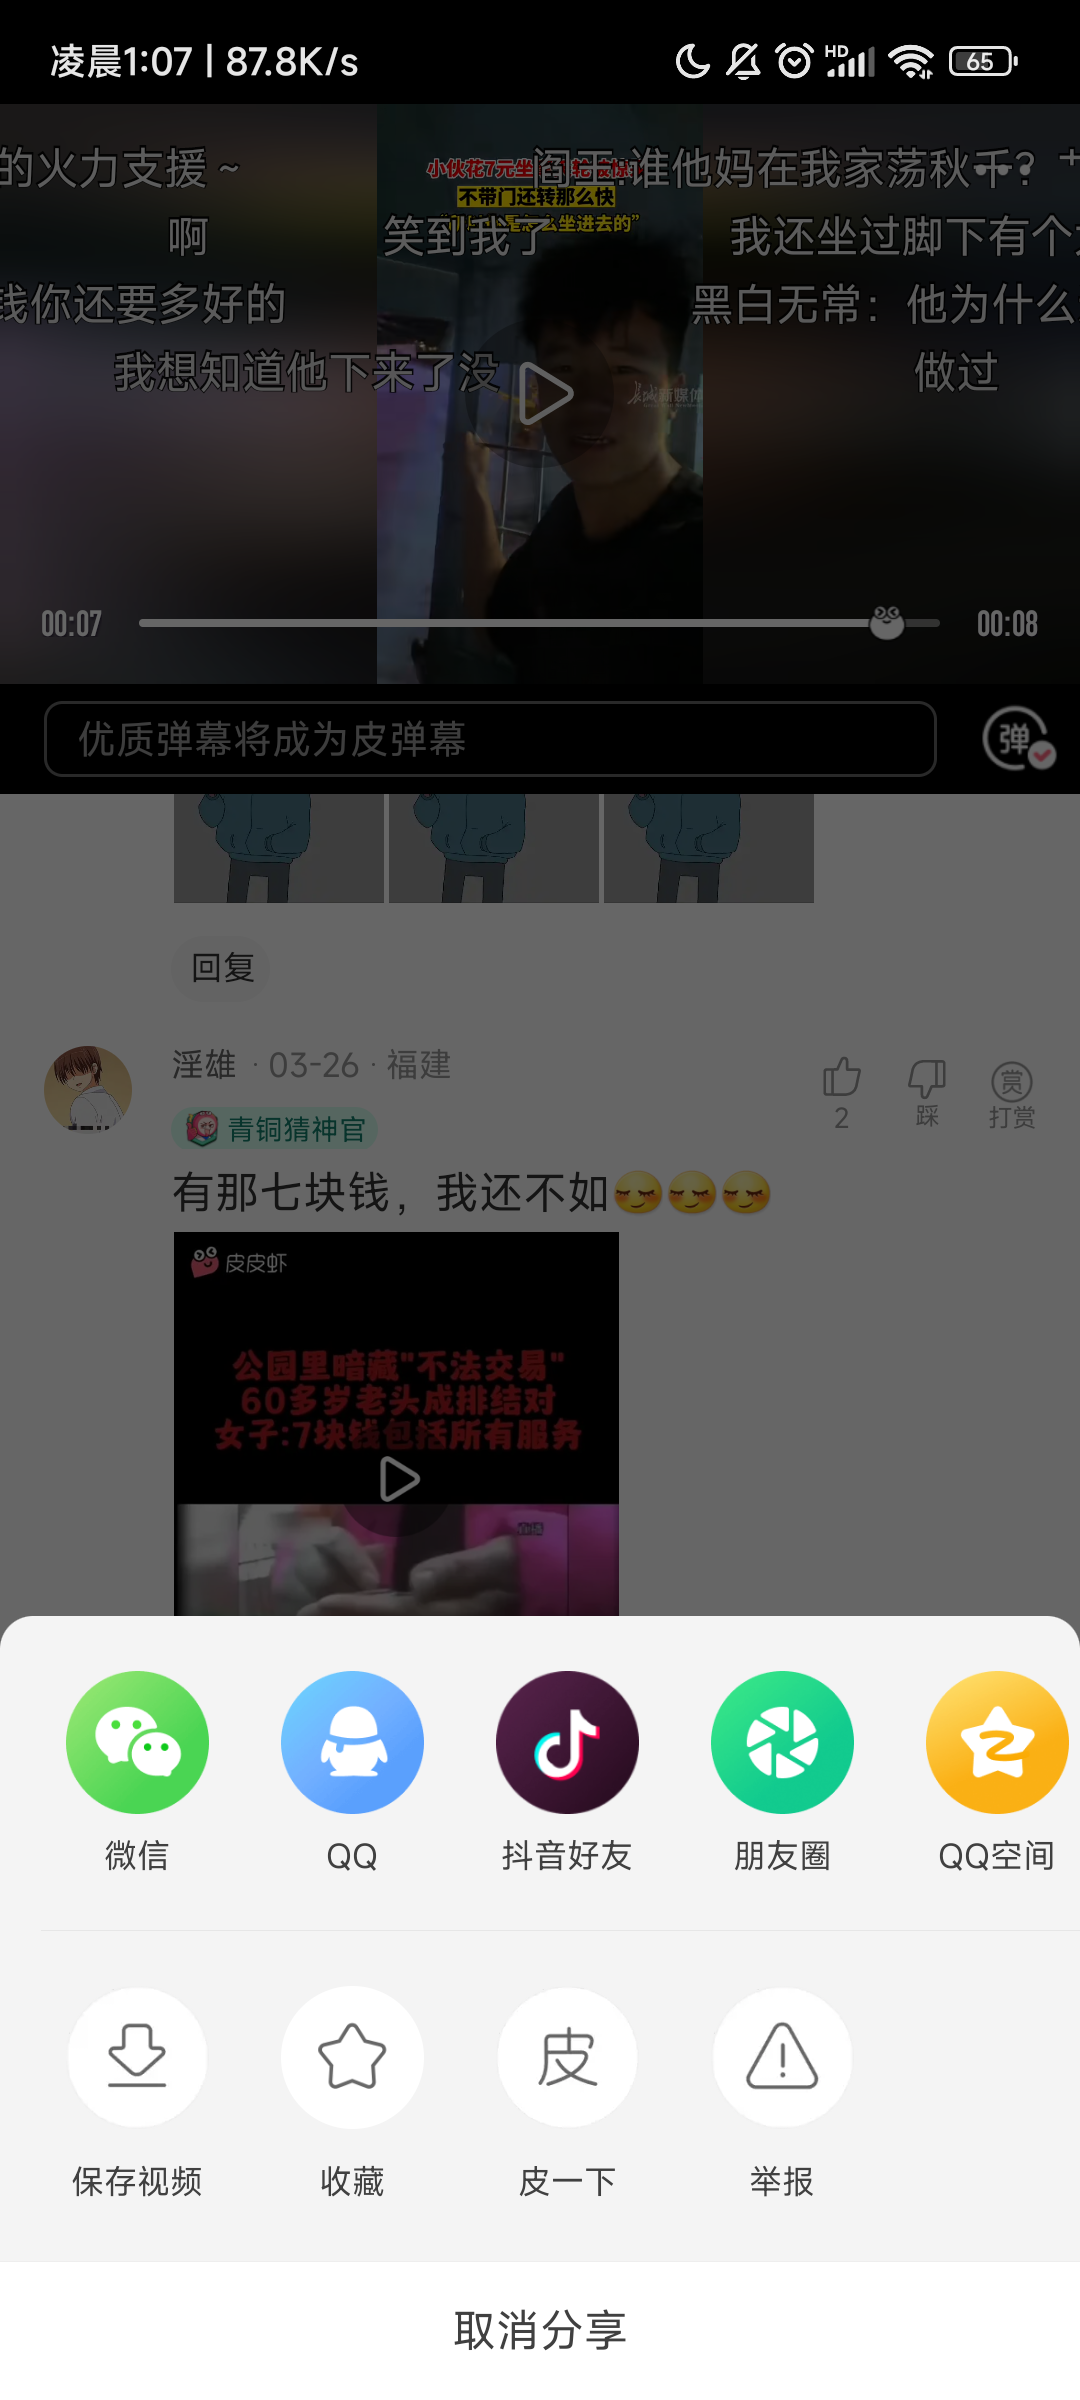 凌晨1:07 | 87.8K/s
HD
65
的火力支援~
小伙花7元坐
阎王:谁他妈在我家荡秋千?
不带门还转那么快
啊
笑到我了
么坐进去的”
我还坐过脚下有个
钱你还要多好的
黑白无常：他为什么
我想知道他下来了没
做过
长城新媒体
00:07
00:08
优质弹幕将成为皮弹幕
弹
回复
淫雄 · 03-26 · 福建
2
踩
赏
打赏
青铜猜神官
有那七块钱，我还不如
皮皮虾
公园里暗藏"不法交易"
60多岁老头成排结对
女子:7块钱包括所有服务
直播
微信
QQ
抖音好友
朋友圈
QQ空间
皮
保存视频
收藏
皮一下
举报
取消分享